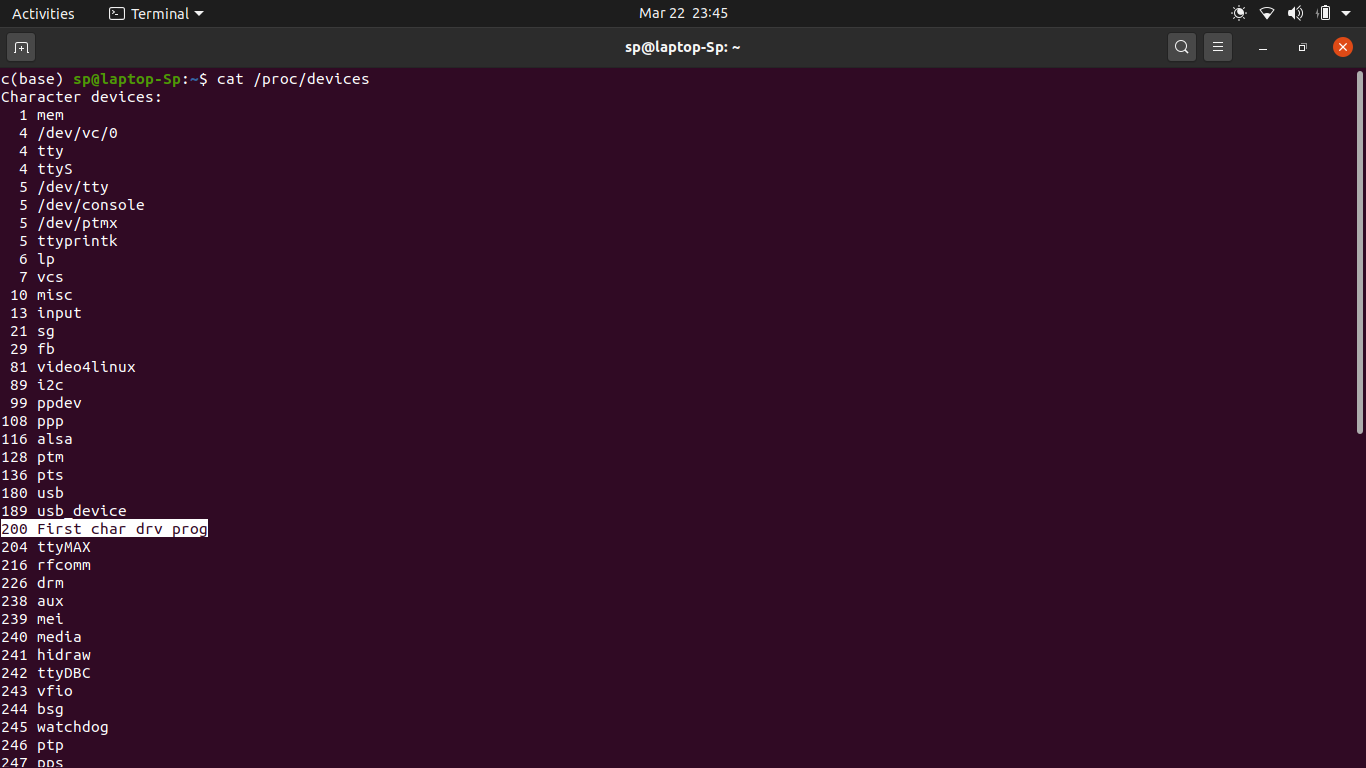 Activities Terminal Mar 22 23:45
sp@laptop-Sp: ~
c(base) sp@laptop-Sp:~$ cat /proc/devices
Character devices:
1 mem
4 /dev/vc/0
4 tty
4 ttyS
5 /dev/tty
5 /dev/console
5 /dev/ptmx
5 ttyprintk
6 lp
7 vcs
10 misc
13 input
21 sg
29 fb
81 video4linux
89 i2c
99 ppdev
108 ppp
116 alsa
128 ptm
136 pts
180 usb
189 usb_device
200 First char drv prog
204 ttyMAX
216 rfcomm
226 drm
238 aux
239 mei
240 media
241 hidraw
242 ttyDBC
243 vfio
244 bsg
245 watchdog
246 ptp
247 pps